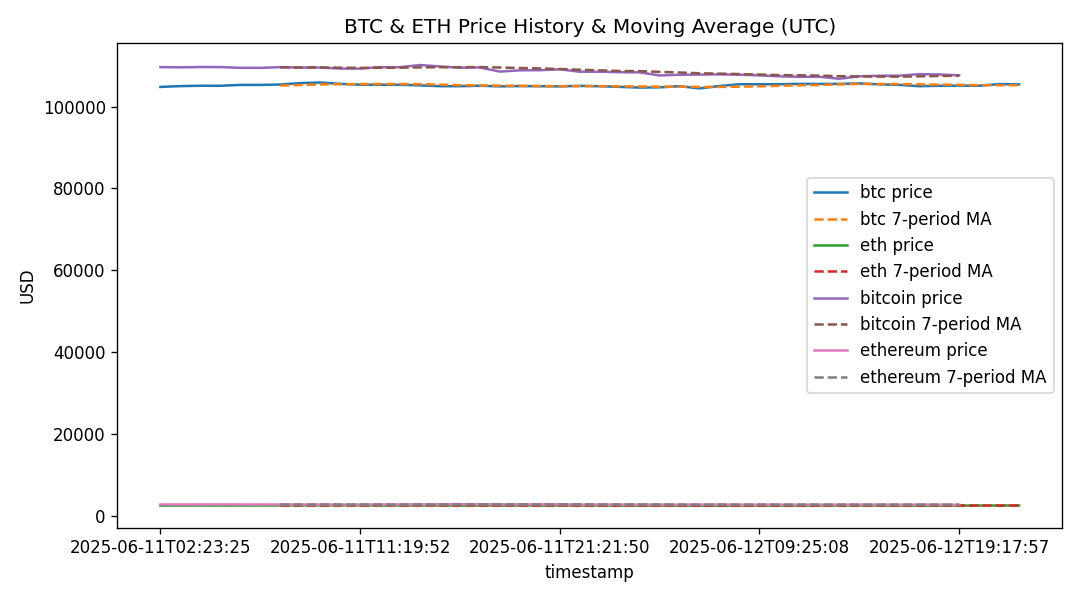 BTC & ETH Price History & Moving Average (UTC)
USD
100000
80000
60000
40000
20000
0
btc price
btc 7-period MA
eth price
eth 7-period MA
bitcoin price
bitcoin 7-period MA
ethereum price
ethereum 7-period MA
2025-06-11T02:23:25 2025-06-11T11:19:52 2025-06-11T21:21:50 2025-06-12T09:25:08 2025-06-12T19:17:57
timestamp